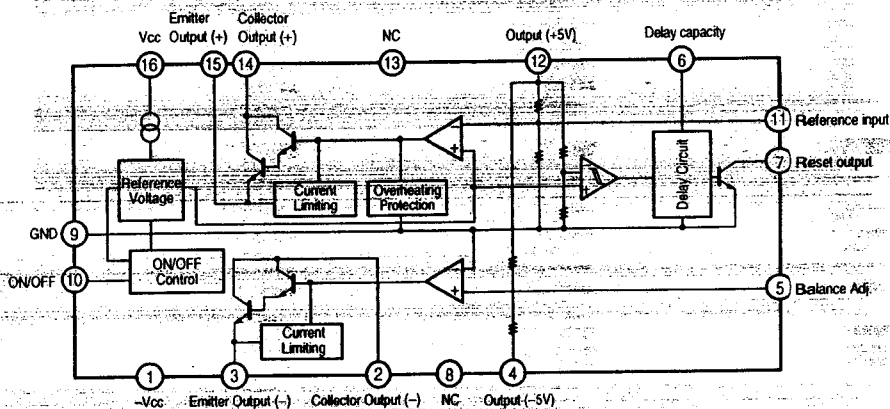 Emitter
Output (+)
Collector
Output (+)
Vcc
NC
Output (+5V)
Delay capacity
16
15
14
13
12
6
11
Reference input
7
Reset output
Reference
Voltage
Current
Limiting
Overheating
Protection
Delay Circuit
GND
9
ON/OFF
10
ON/OFF
Control
5
Balance Adj.
Current
Limiting
1
3
2
8
4
–Vcc
Emitter Output (–)
Collector Output (–)
NC
Output (–5V)